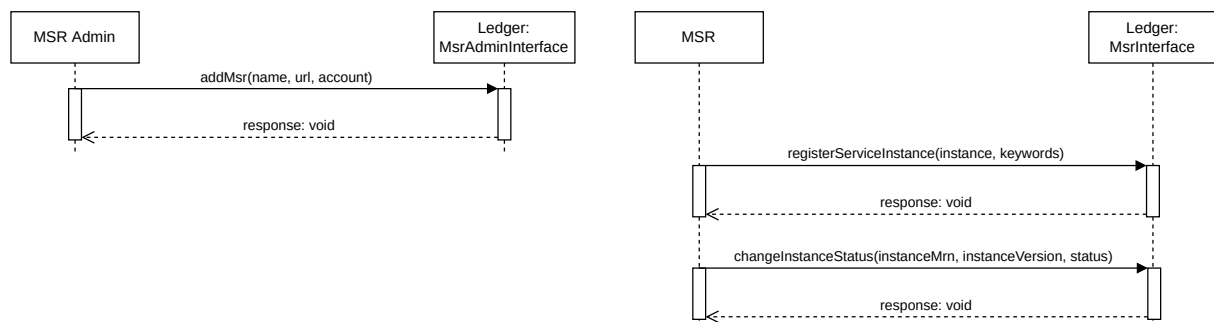 MSR Admin
Ledger:
MsrAdminInterface
addMsr(name, url, account)
response: void
MSR
Ledger:
MsrInterface
registerServiceInstance(instance, keywords)
response: void
changeInstanceStatus(instanceMrn, instanceVersion, status)
response: void